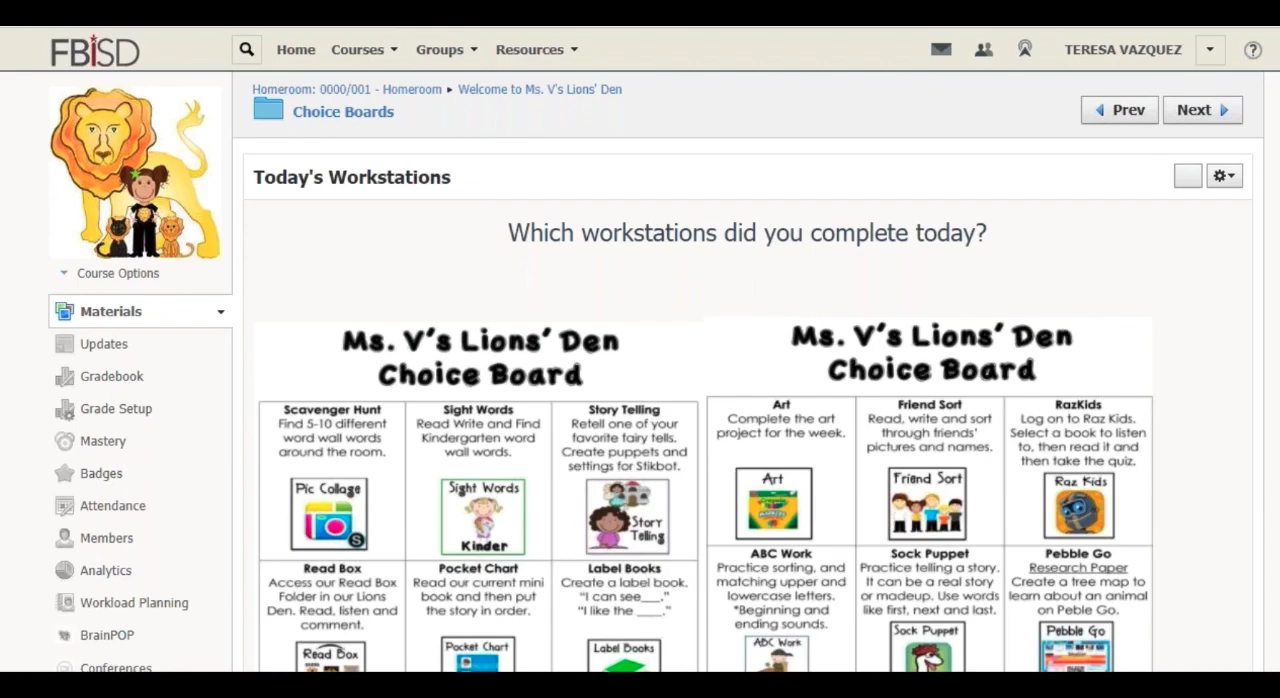 FBiSD
Home Courses Groups Resources
TERESA VAZQUEZ
Homeroom: 0000/001 - Homeroom Welcome to Ms. V's Lions' Den
Choice Boards
Prev Next
Course Options
Materials
Updates
Gradebook
Grade Setup
Mastery
Badges
Attendance
Members
Analytics
Workload Planning
BrainPOP
Conferences
Today's Workstations
Which workstations did you complete today?
Ms. V's Lions' Den
Choice Board
Scavenger Hunt
Find 5-10 different
word wall words
around the room.
Pic Collage
S
Sight Words
Read Write and Find
Kindergarten word
wall words.
Sight Words
Kinder
Story Telling
Retell one of your
favorite fairy tells.
Create puppets and
settings for Stikbot.
Story
Telling
Read Box
Access our Read Box
Folder in our Lions
Den. Read, listen and
comment.
Read Box
Pocket Chart
Read our current mini
book and then put
the story in order.
Pocket Chart
Label Books
Create a label book.
"I can see___."
"I like the ____."
Label Books
Ms. V's Lions' Den
Choice Board
Art
Complete the art
project for the week.
Art
Friend Sort
Read, write and sort
through friends'
pictures and names.
Friend Sort
RazKids
Log on to Raz Kids.
Select a book to listen
to, then read it and
then take the quiz.
Raz Kids
ABC Work
Practice sorting, and
matching upper and
lowercase letters.
*Beginning and
ending sounds.
ABC Work
Sock Puppet
Practice telling a story.
It can be a real story
or madeup. Use words
like first, next and last.
Sock Puppet
Pebble Go
Research Paper
Create a tree map to
learn about an animal
on Peble Go.
Pebble Go